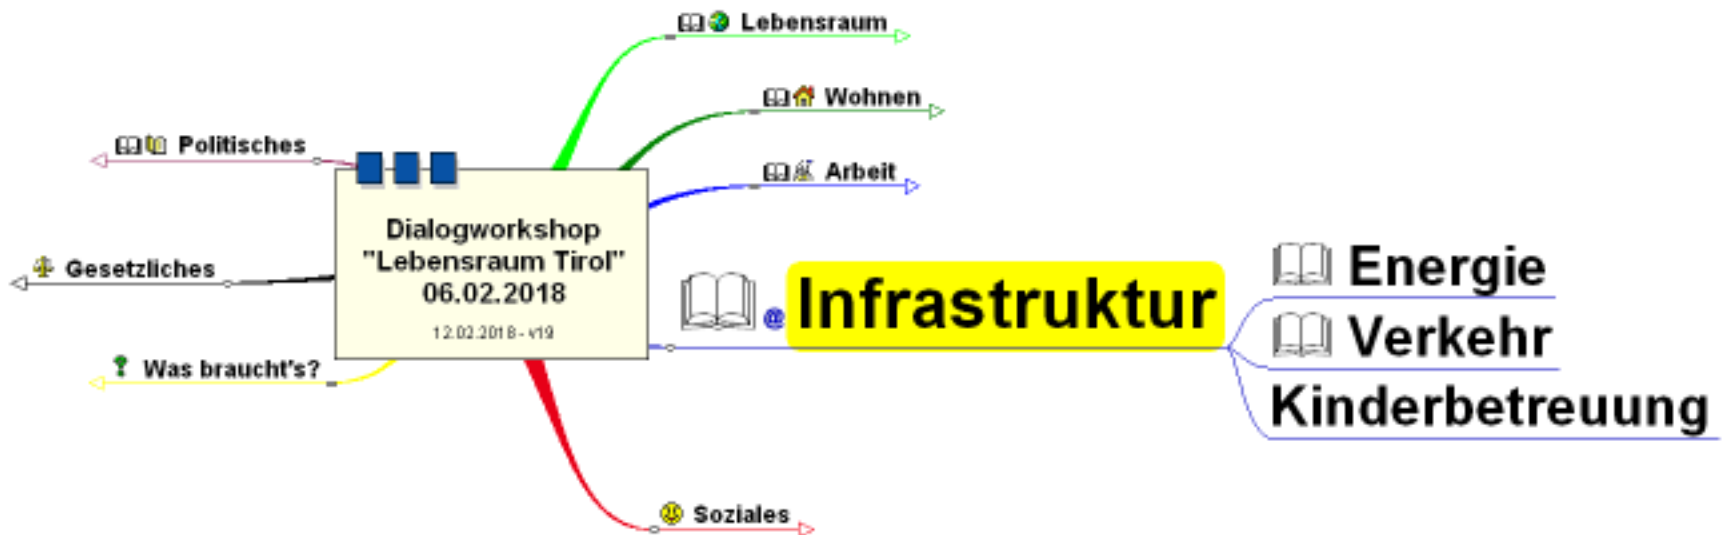 Lebensraum
Wohnen
Arbeit
Politisches
Gesetzliches
Was braucht's?
Dialogworkshop
"Lebensraum Tirol"
06.02.2018
12.02.2018 - v19
@ Infrastruktur
Energie
Verkehr
Kinderbetreuung
Soziales